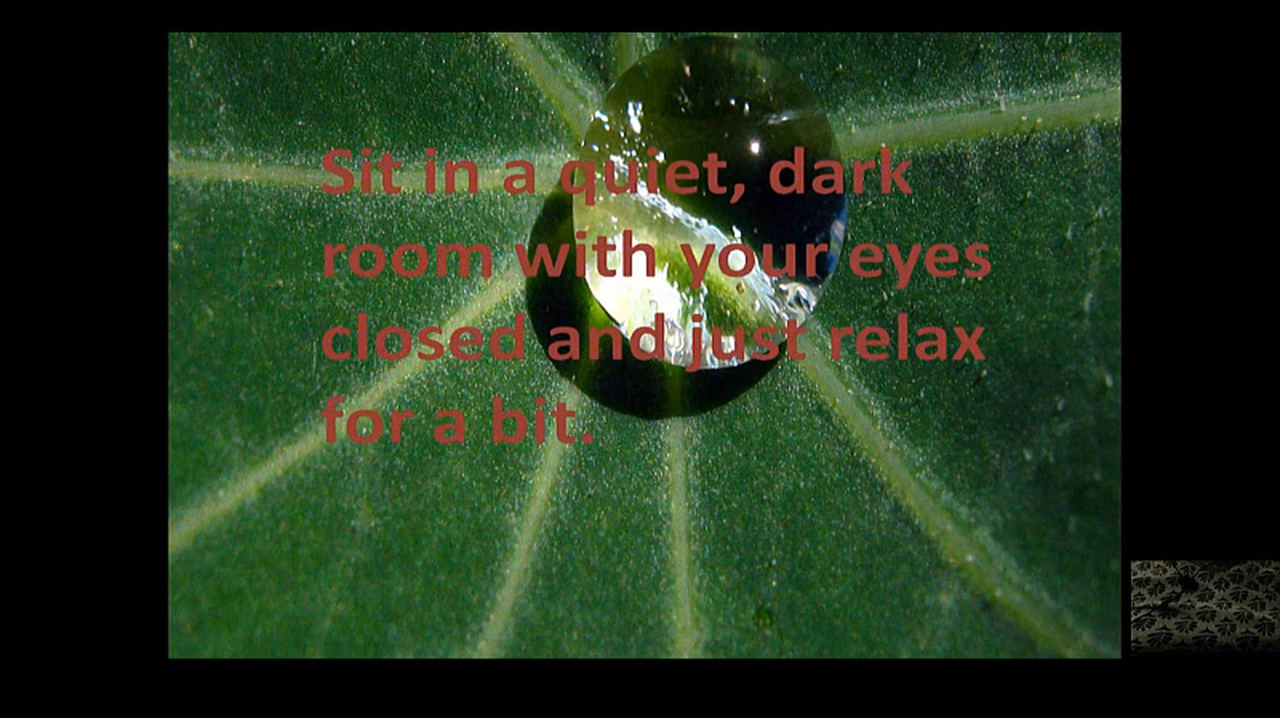 Sit in a quiet, dark
room with your eyes
closed and just relax
for a bit.